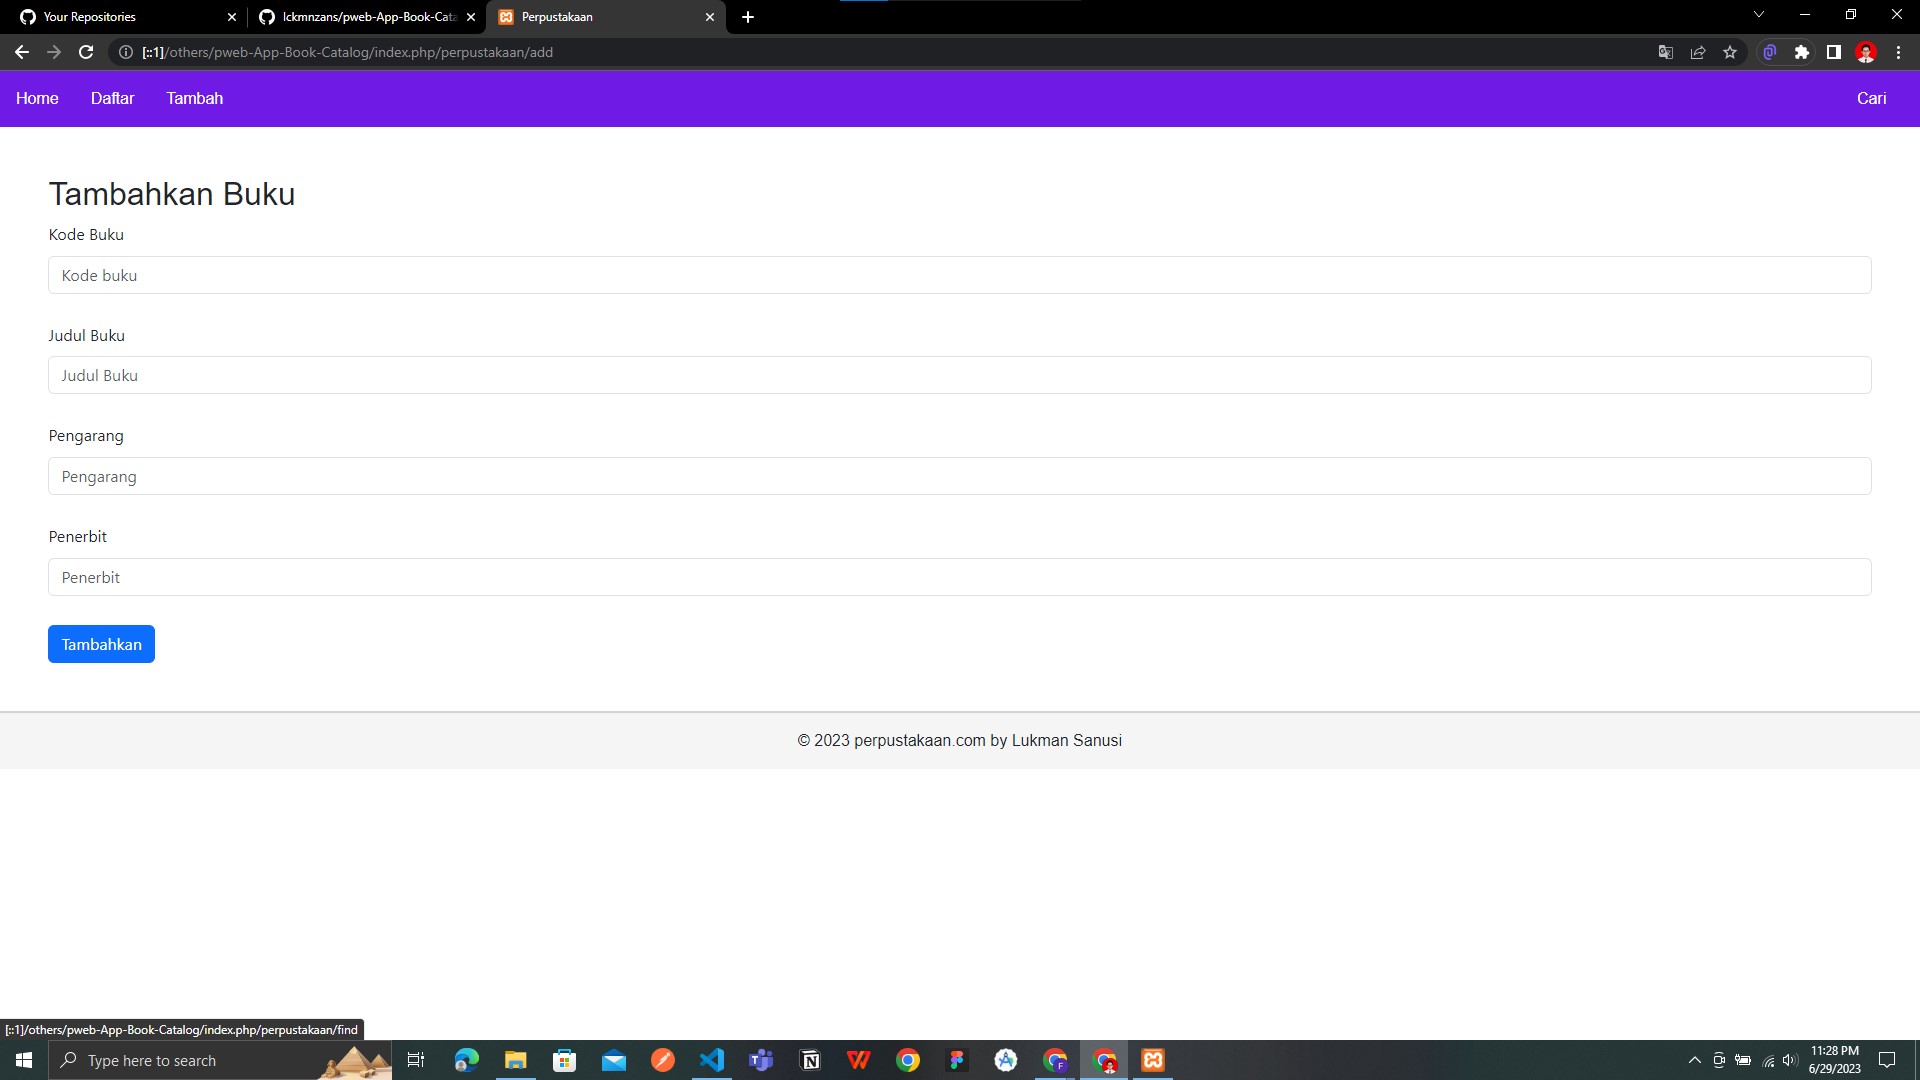 Your Repositories
lckmnzans/pweb-App-Book-Cata
Perpustakaan
[::1]/others/pweb-App-Book-Catalog/index.php/perpustakaan/add
Home Daftar Tambah Cari
Tambahkan Buku
Kode Buku
Kode buku
Judul Buku
Judul Buku
Pengarang
Pengarang
Penerbit
Penerbit
Tambahkan
© 2023 perpustakaan.com by Lukman Sanusi
[::1]/others/pweb-App-Book-Catalog/index.php/perpustakaan/find
Type here to search
11:28 PM
6/29/2023